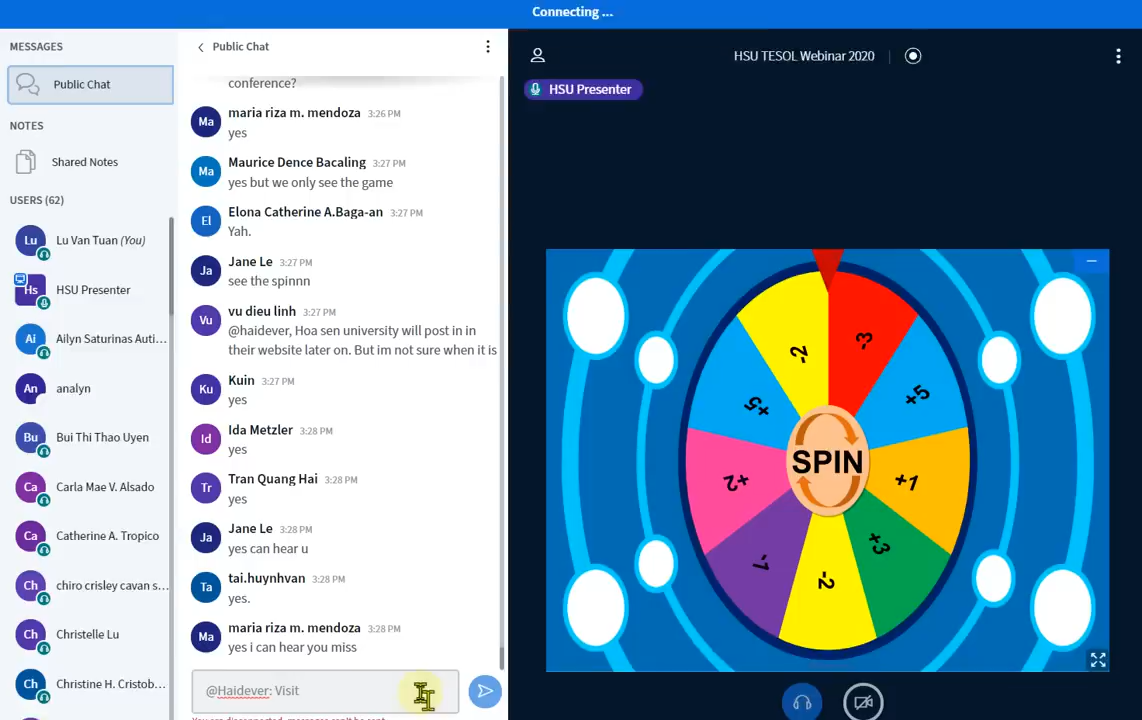 Connecting ...
MESSAGES
Public Chat
NOTES
Shared Notes
USERS (62)
Lu
Lu Van Tuan (You)
Hs
HSU Presenter
Ai
Ailyn Saturinas Auti...
An
analyn
Bu
Bui Thi Thao Uyen
Ca
Carla Mae V. Alsado
Ca
Catherine A. Tropico
Ch
chiro crisley cavan s...
Ch
Christelle Lu
Ch
Christine H. Cristob...
Public Chat
conference?
Ma
maria riza m. mendoza 3:26 PM
yes
Ma
Maurice Dence Bacaling 3:27 PM
yes but we only see the game
El
Elona Catherine A.Baga-an 3:27 PM
Yah.
Ja
Jane Le 3:27 PM
see the spinnn
Vu
vu dieu linh 3:27 PM
@haidever, Hoa sen university will post in in
their website later on. But im not sure when it is
Ku
Kuin 3:27 PM
yes
Id
Ida Metzler 3:28 PM
yes
Tr
Tran Quang Hai 3:28 PM
yes
Ja
Jane Le 3:28 PM
yes can hear u
Ta
tai.huynhvan 3:28 PM
yes.
Ma
maria riza m. mendoza 3:28 PM
yes i can hear you miss
@Haidever: Visit
HSU TESOL Webinar 2020
HSU Presenter
-2
-3
+5
+5
+2
SPIN
+1
-1
-2
+3